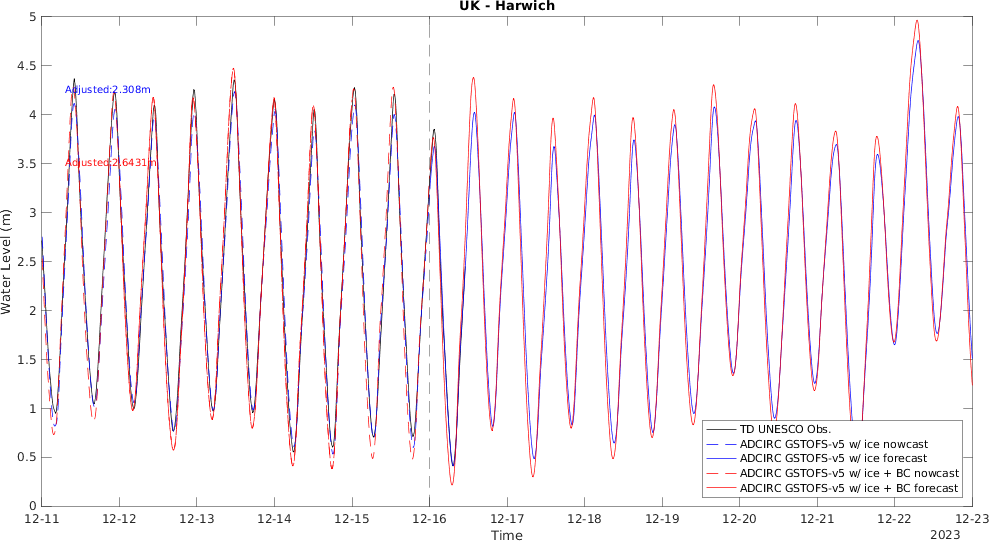 UK - Harwich
5
4.5
4
3.5
3
2.5
2
1.5
1
0.5
0
Water Level (m)
Adjusted:2.308m
Adjusted:2.6431m
TD UNESCO Obs.
ADCIRC GSTOFS-v5 w/ ice nowcast
ADCIRC GSTOFS-v5 w/ ice forecast
ADCIRC GSTOFS-v5 w/ ice + BC nowcast
ADCIRC GSTOFS-v5 w/ ice + BC forecast
12-11 12-12 12-13 12-14 12-15 12-16 12-17 12-18 12-19 12-20 12-21 12-22 12-23
Time
2023